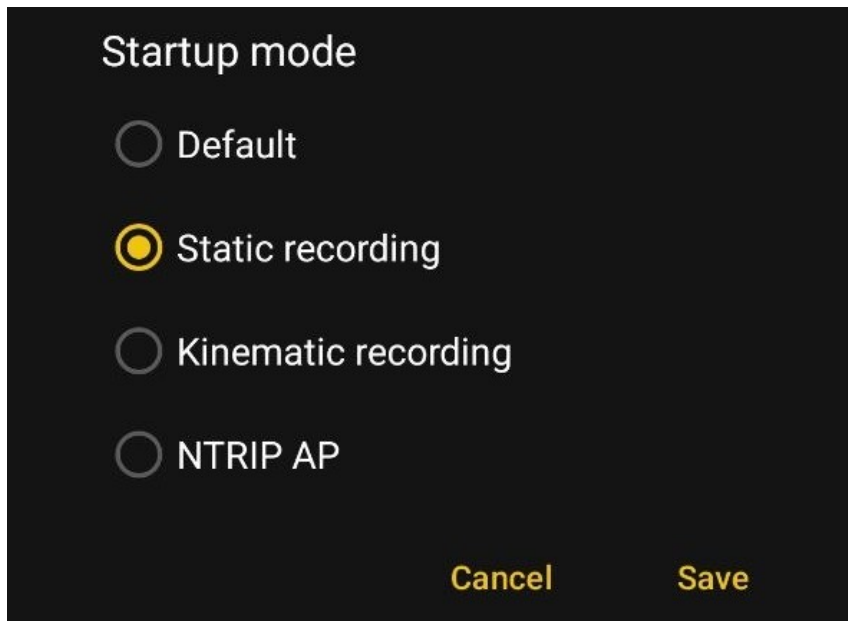 Startup mode
Default
Static recording
Kinematic recording
NTRIP AP
Cancel Save